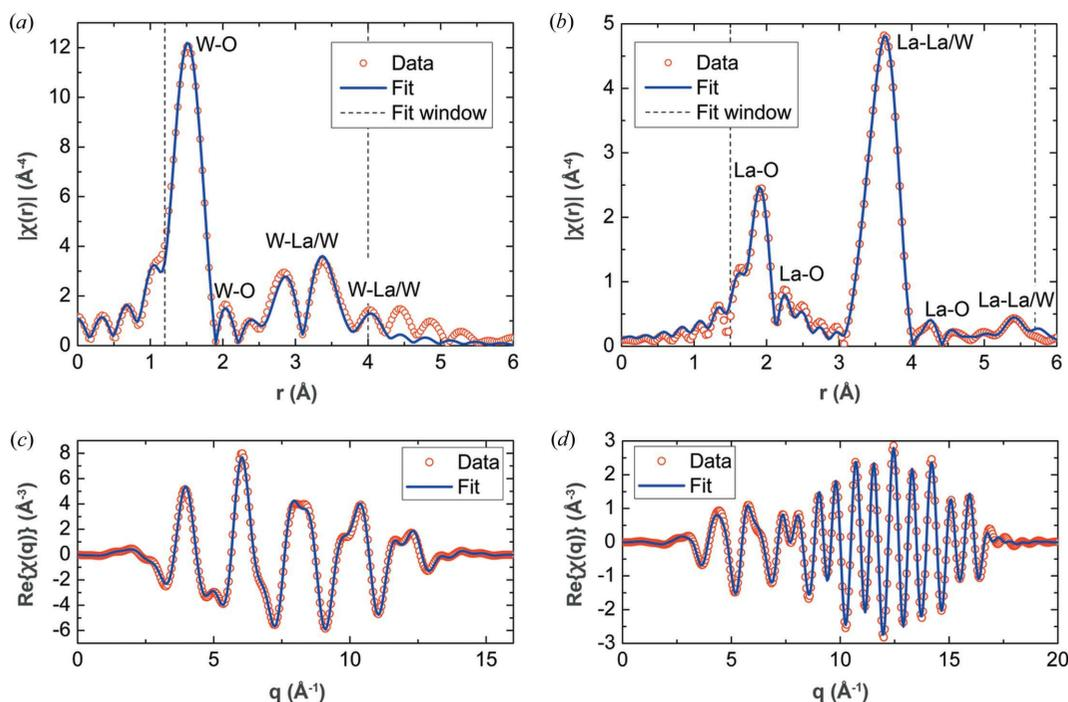 (a)
12
10
8
6
4
2
0
|χ(r)| (Å⁻⁴)
W-O
W-O
W-La/W
W-La/W
Data
Fit
Fit window
0 1 2 3 4 5 6
r (Å)
(b)
5
4
3
2
1
0
|χ(r)| (Å⁻⁴)
Data
Fit
Fit window
La-La/W
La-O
La-O
La-O
La-La/W
0 1 2 3 4 5 6
r (Å)
(c)
8
6
4
2
0
-2
-4
-6
Re{χ(q)} (Å⁻³)
Data
Fit
0 5 10 15
q (Å⁻¹)
(d)
3
2
1
0
-1
-2
-3
Re{χ(q)} (Å⁻³)
Data
Fit
0 5 10 15 20
q (Å⁻¹)